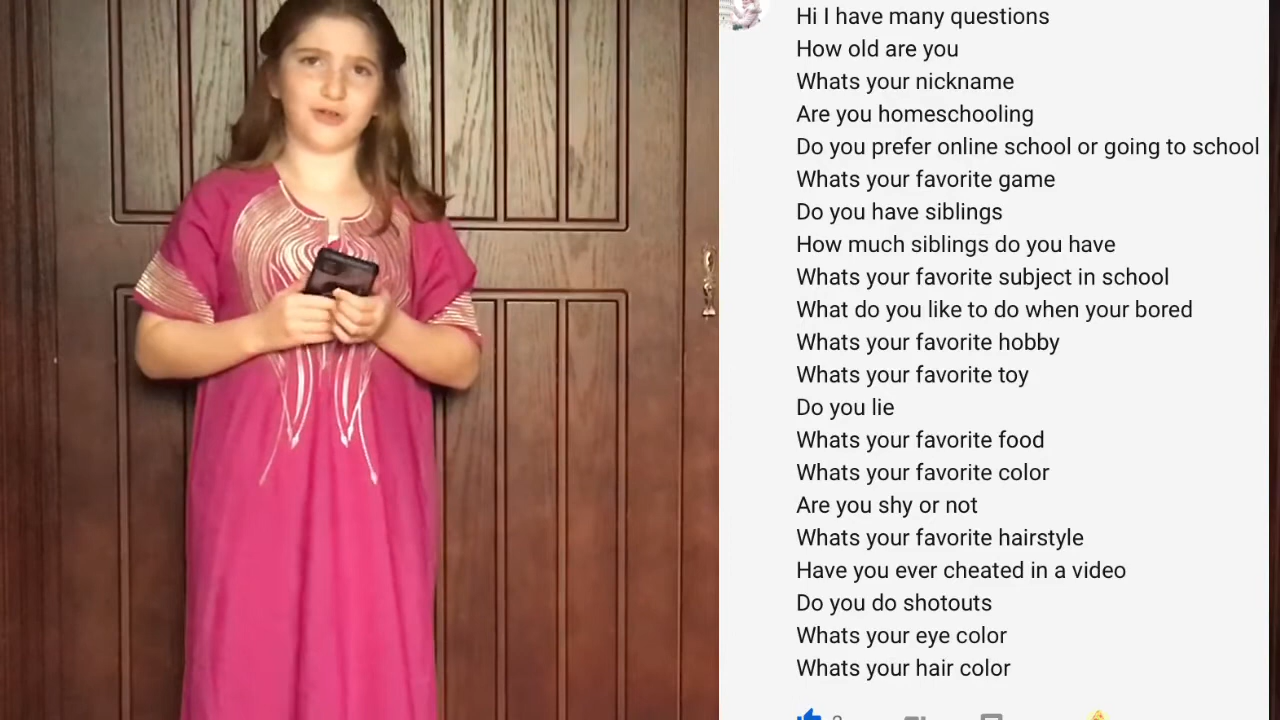 Hi I have many questions
How old are you
Whats your nickname
Are you homeschooling
Do you prefer online school or going to school
Whats your favorite game
Do you have siblings
How much siblings do you have
Whats your favorite subject in school
What do you like to do when your bored
Whats your favorite hobby
Whats your favorite toy
Do you lie
Whats your favorite food
Whats your favorite color
Are you shy or not
Whats your favorite hairstyle
Have you ever cheated in a video
Do you do shotouts
Whats your eye color
Whats your hair color